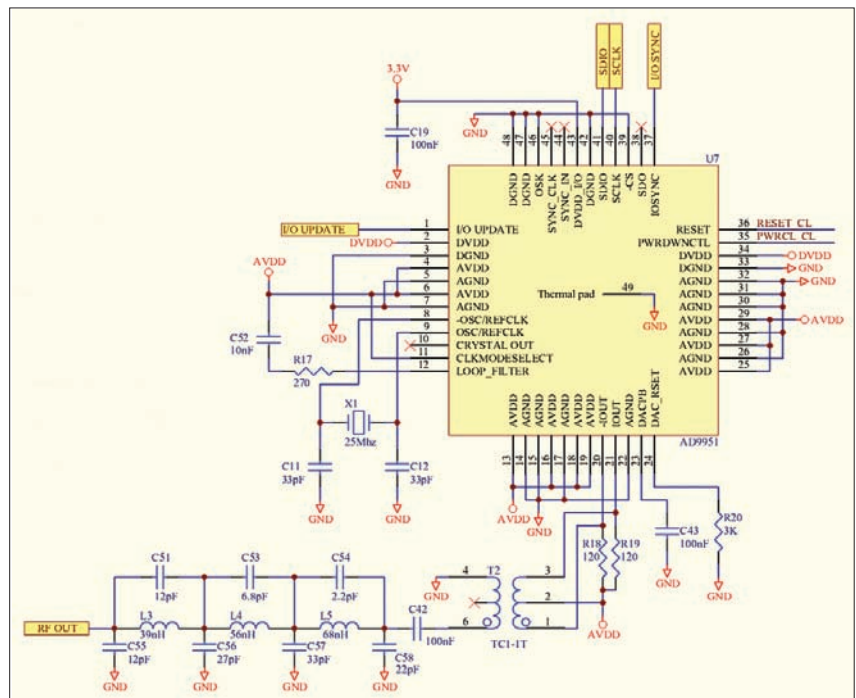 3.3V
SDIO
SCLK
I/O SYNC
C19
100nF
GND
GND
48
47
46
45
44
43
42
41
40
39
38
37
U7
DGND
DGND
OSK
SYNC_CLK
SYNC_IN
DVDD_I/O
DGND
SDIO
SCLK
-CS
SDO
IOSYNC
I/O UPDATE
DVDD
AVDD
GND
1
2
3
4
5
6
7
8
9
10
11
12
I/O UPDATE
DVDD
DGND
AVDD
AGND
AVDD
AGND
-OSC/REFCLK
OSC/REFCLK
CRYSTAL OUT
CLKMODESELECT
LOOP_FILTER
Thermal pad
49
GND
RESET
PWRDWNCTL
DVDD
DGND
AGND
AGND
AGND
AVDD
AGND
AVDD
AGND
AVDD
36
35
34
33
32
31
30
29
28
27
26
25
RESET_CL
PWRCL_CL
DVDD
GND
GND
AVDD
C52
10nF
R17
270
X1
25Mhz
C11
33pF
C12
33pF
GND
GND
AVDD
AGND
AGND
AVDD
AGND
AVDD
AVDD
-IOUT
IOUT
AGND
DACPB
DAC_RSET
AD9951
13
14
15
16
17
18
19
20
21
22
23
24
AVDD
GND
R18
120
R19
120
C43
100nF
R20
3K
GND
GND
C51
12pF
C53
6.8pF
C54
2.2pF
GND
4
T2
3
2
6
1
TC1-1T
AVDD
RF OUT
L3
39nH
L4
56nH
L5
68nH
C42
100nF
C55
12pF
C56
27pF
C57
33pF
C58
22pF
GND
GND
GND
GND